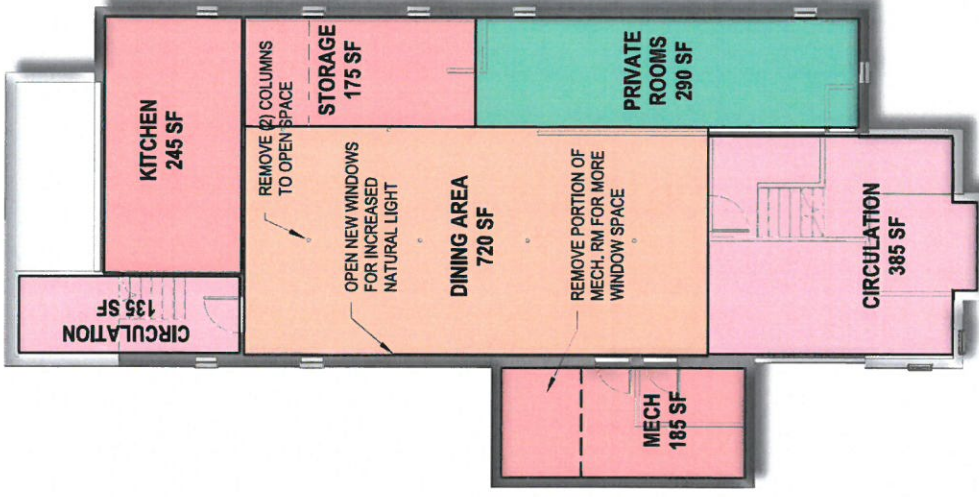 KITCHEN
245 SF
STORAGE
175 SF
REMOVE (2) COLUMNS
TO OPEN SPACE
PRIVATE
ROOMS
290 SF
CIRCULATION
135 SF
OPEN NEW WINDOWS
FOR INCREASED
NATURAL LIGHT
DINING AREA
720 SF
REMOVE PORTION OF
MECH. RM FOR MORE
WINDOW SPACE
CIRCULATION
385 SF
MECH
185 SF